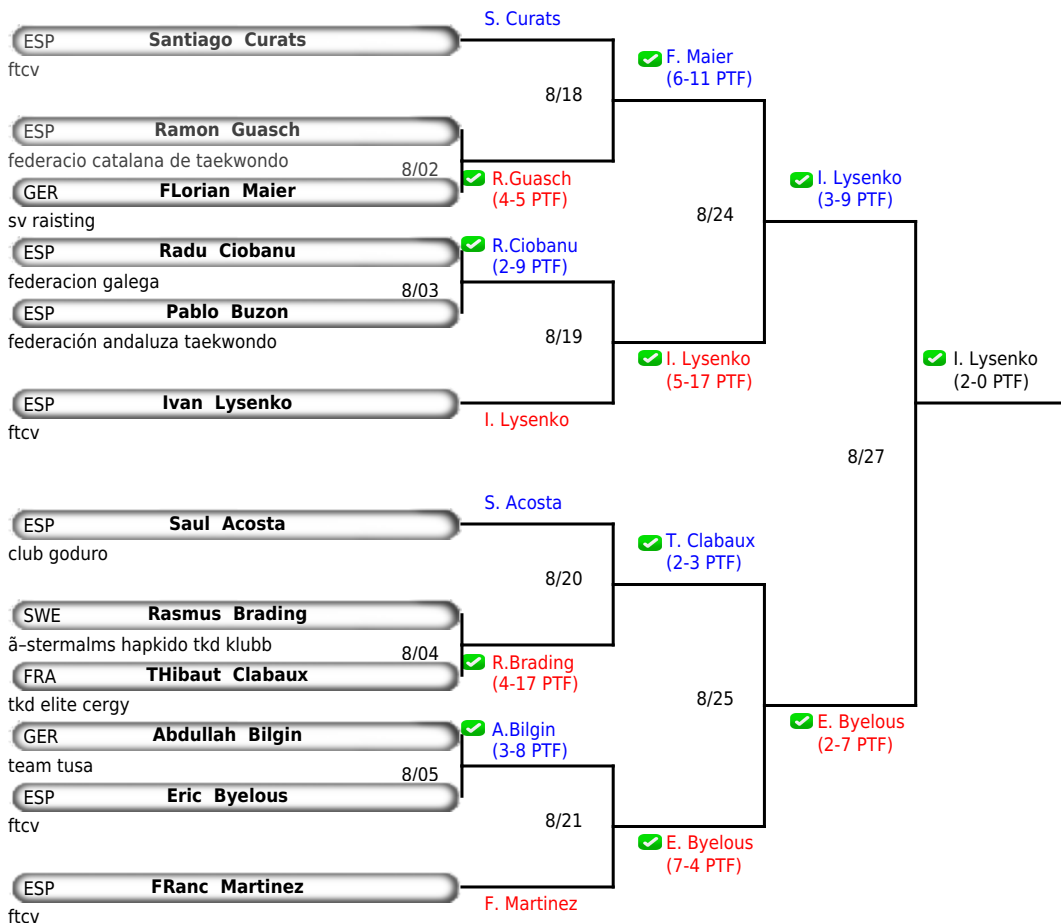 S. Curats
ESP Santiago Curats
ftcv
F. Maier
(6-11 PTF)
8/18
ESP Ramon Guasch
federacio catalana de taekwondo
8/02
R.Guasch
(4-5 PTF)
GER FLorian Maier
sv raisting
I. Lysenko
(3-9 PTF)
8/24
ESP Radu Ciobanu
federacion galega
R.Ciobanu
(2-9 PTF)
8/03
ESP Pablo Buzon
federación andaluza taekwondo
8/19
I. Lysenko
(5-17 PTF)
I. Lysenko
(2-0 PTF)
ESP Ivan Lysenko
ftcv
I. Lysenko
8/27
S. Acosta
ESP Saul Acosta
club goduro
T. Clabaux
(2-3 PTF)
8/20
SWE Rasmus Brading
ã–stermalms hapkido tkd klubb
8/04
R.Brading
(4-17 PTF)
FRA THibaut Clabaux
tkd elite cergy
8/25
GER Abdullah Bilgin
team tusa
A.Bilgin
(3-8 PTF)
E. Byelous
(2-7 PTF)
8/05
ESP Eric Byelous
ftcv
8/21
E. Byelous
(7-4 PTF)
ESP FRanc Martinez
ftcv
F. Martinez